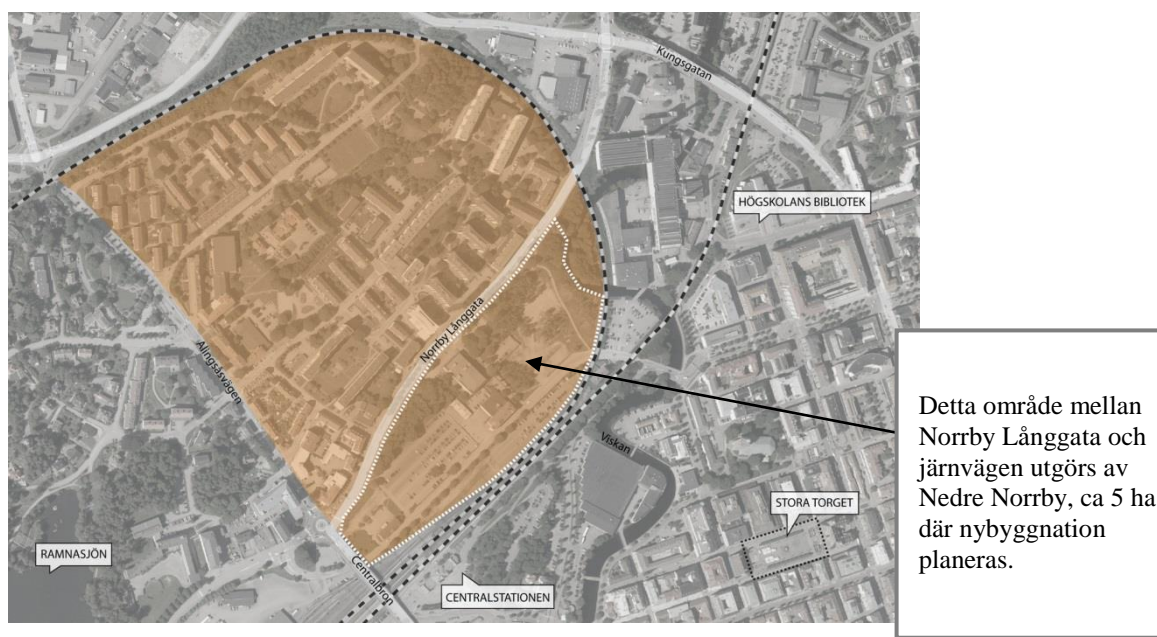 Kungsgatan
HÖGSKOLANS BIBLIOTEK
Norrby Långgata
Alingsåsvägen
Detta område mellan
Norrby Långgata och
järnvägen utgörs av
Nedre Norrby, ca 5 ha
där nybyggnation
planeras.
Viskan
STORA TORGET
RAMNASJÖN
Centralbron
CENTRALSTATIONEN